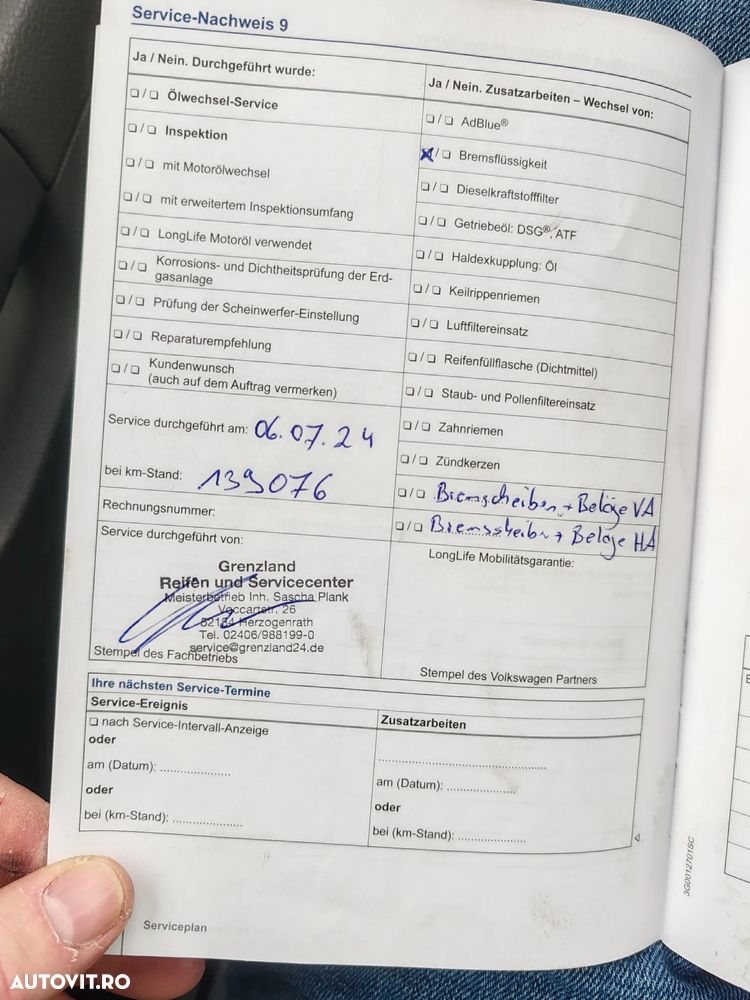 Service-Nachweis 9
Ja / Nein. Durchgeführt wurde:
❏ / ❏ Ölwechsel-Service
❏ / ❏ Inspektion
❏ / ❏ mit Motorölwechsel
❏ / ❏ mit erweitertem Inspektionsumfang
❏ / ❏ LongLife Motoröl verwendet
❏ / ❏ Korrosions- und Dichtheitsprüfung der Erd-
gasanlage
❏ / ❏ Prüfung der Scheinwerfer-Einstellung
❏ / ❏ Reparaturempfehlung
❏ / ❏ Kundenwunsch
(auch auf dem Auftrag vermerken)
Service durchgeführt am: 06.07.24
bei km-Stand: 139076
Rechnungsnummer:
Service durchgeführt von:
Grenzland
Reifen und Servicecenter
Meisterbetrieb Inh. Sascha Plank
Voccartstr. 26
52134 Herzogenrath
Tel. 02406/988199-0
service@grenzland24.de
Stempel des Fachbetriebs
Ja / Nein. Zusatzarbeiten – Wechsel von:
❏ / ❏ AdBlue®
☒ / ❏ Bremsflüssigkeit
❏ / ❏ Dieselkraftstofffilter
❏ / ❏ Getriebeöl: DSG®, ATF
❏ / ❏ Haldexkupplung: Öl
❏ / ❏ Keilrippenriemen
❏ / ❏ Luftfiltereinsatz
❏ / ❏ Reifenfüllflasche (Dichtmittel)
❏ / ❏ Staub- und Pollenfiltereinsatz
❏ / ❏ Zahnriemen
❏ / ❏ Zündkerzen
❏ / ❏ Bremscheiben + Beläge VA
❏ / ❏ Bremsscheiben + Beläge HA
LongLife Mobilitätsgarantie:
Stempel des Volkswagen Partners
Ihre nächsten Service-Termine
Service-Ereignis
❏ nach Service-Intervall-Anzeige
oder
am (Datum): ....................
oder
bei (km-Stand): ....................
Zusatzarbeiten
..................................................
am (Datum): ....................
oder
bei (km-Stand): ....................
3G0012701SC
Serviceplan
AUTOVIT.RO